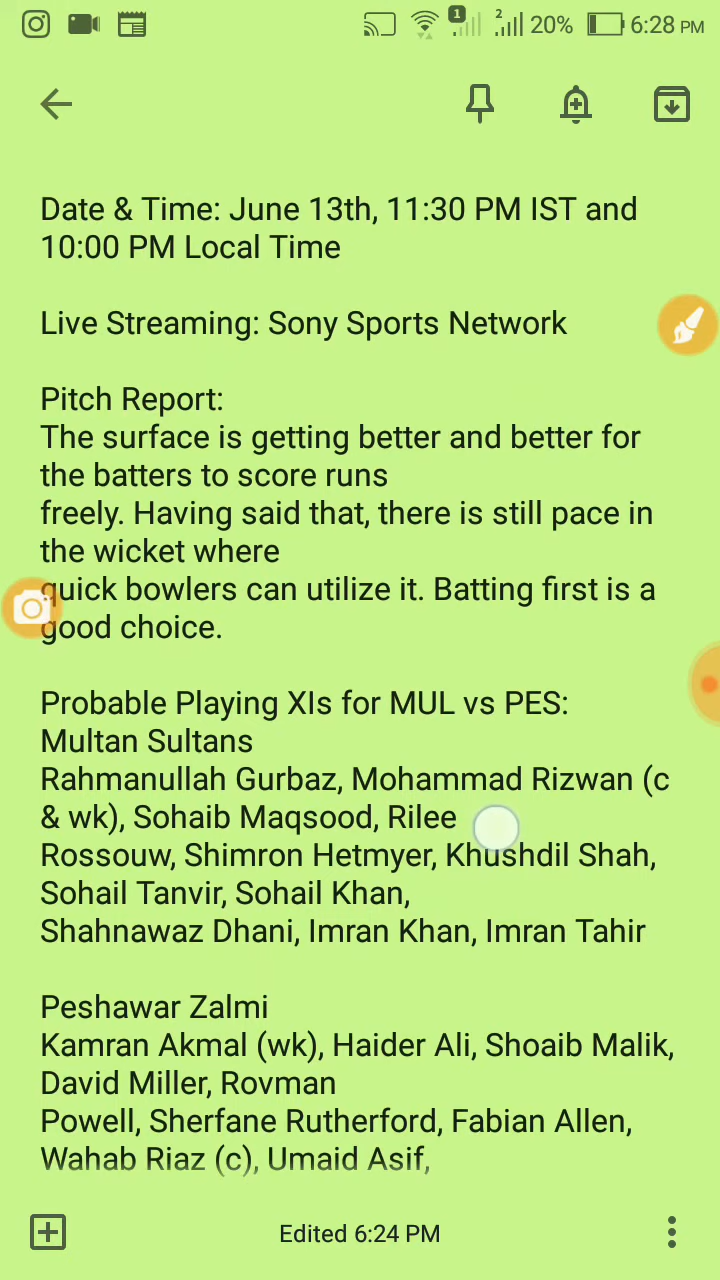 1 2 20% 6:28 PM
Date & Time: June 13th, 11:30 PM IST and
10:00 PM Local Time
Live Streaming: Sony Sports Network
Pitch Report:
The surface is getting better and better for
the batters to score runs
freely. Having said that, there is still pace in
the wicket where
quick bowlers can utilize it. Batting first is a
good choice.
Probable Playing XIs for MUL vs PES:
Multan Sultans
Rahmanullah Gurbaz, Mohammad Rizwan (c
& wk), Sohaib Maqsood, Rilee
Rossouw, Shimron Hetmyer, Khushdil Shah,
Sohail Tanvir, Sohail Khan,
Shahnawaz Dhani, Imran Khan, Imran Tahir
Peshawar Zalmi
Kamran Akmal (wk), Haider Ali, Shoaib Malik,
David Miller, Rovman
Powell, Sherfane Rutherford, Fabian Allen,
Wahab Riaz (c), Umaid Asif,
Edited 6:24 PM